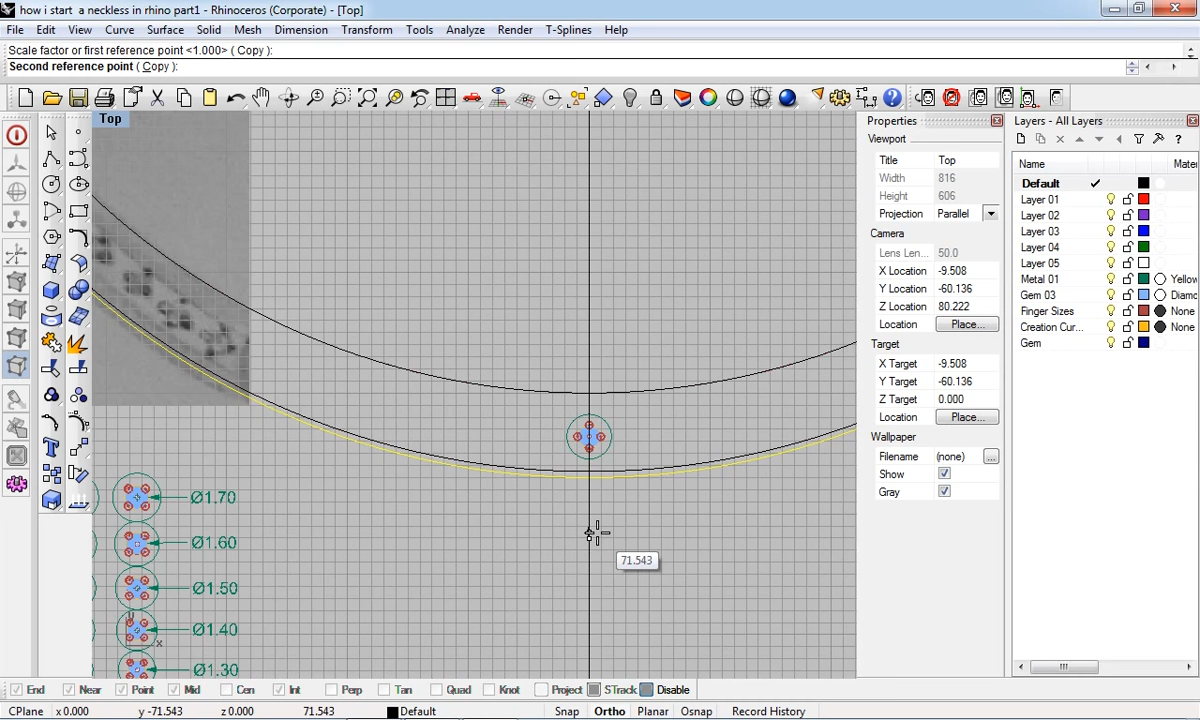 how i start a neckless in rhino part1 - Rhinoceros (Corporate) - [Top]
File Edit View Curve Surface Solid Mesh Dimension Transform Tools Analyze Render T-Splines Help
Scale factor or first reference point <1.000> ( Copy ):
Second reference point ( Copy ):
Top
Ø1.70
Ø1.60
Ø1.50
Ø1.40
Ø1.30
x
71.543
Properties
Viewport
Title Top
Width 816
Height 606
Projection Parallel
Camera
Lens Len... 50.0
X Location -9.508
Y Location -60.136
Z Location 80.222
Location Place...
Target
X Target -9.508
Y Target -60.136
Z Target 0.000
Location Place...
Wallpaper
Filename (none) ...
Show
Gray
Layers - All Layers
Name Mater
Default
Layer 01
Layer 02
Layer 03
Layer 04
Layer 05
Metal 01 Yellov
Gem 03 Diamo
Finger Sizes None
Creation Cur... None
Gem
End Near Point Mid Cen Int Perp Tan Quad Knot Project STrack Disable
CPlane x 0.000 y -71.543 z 0.000 71.543 Default Snap Ortho Planar Osnap Record History